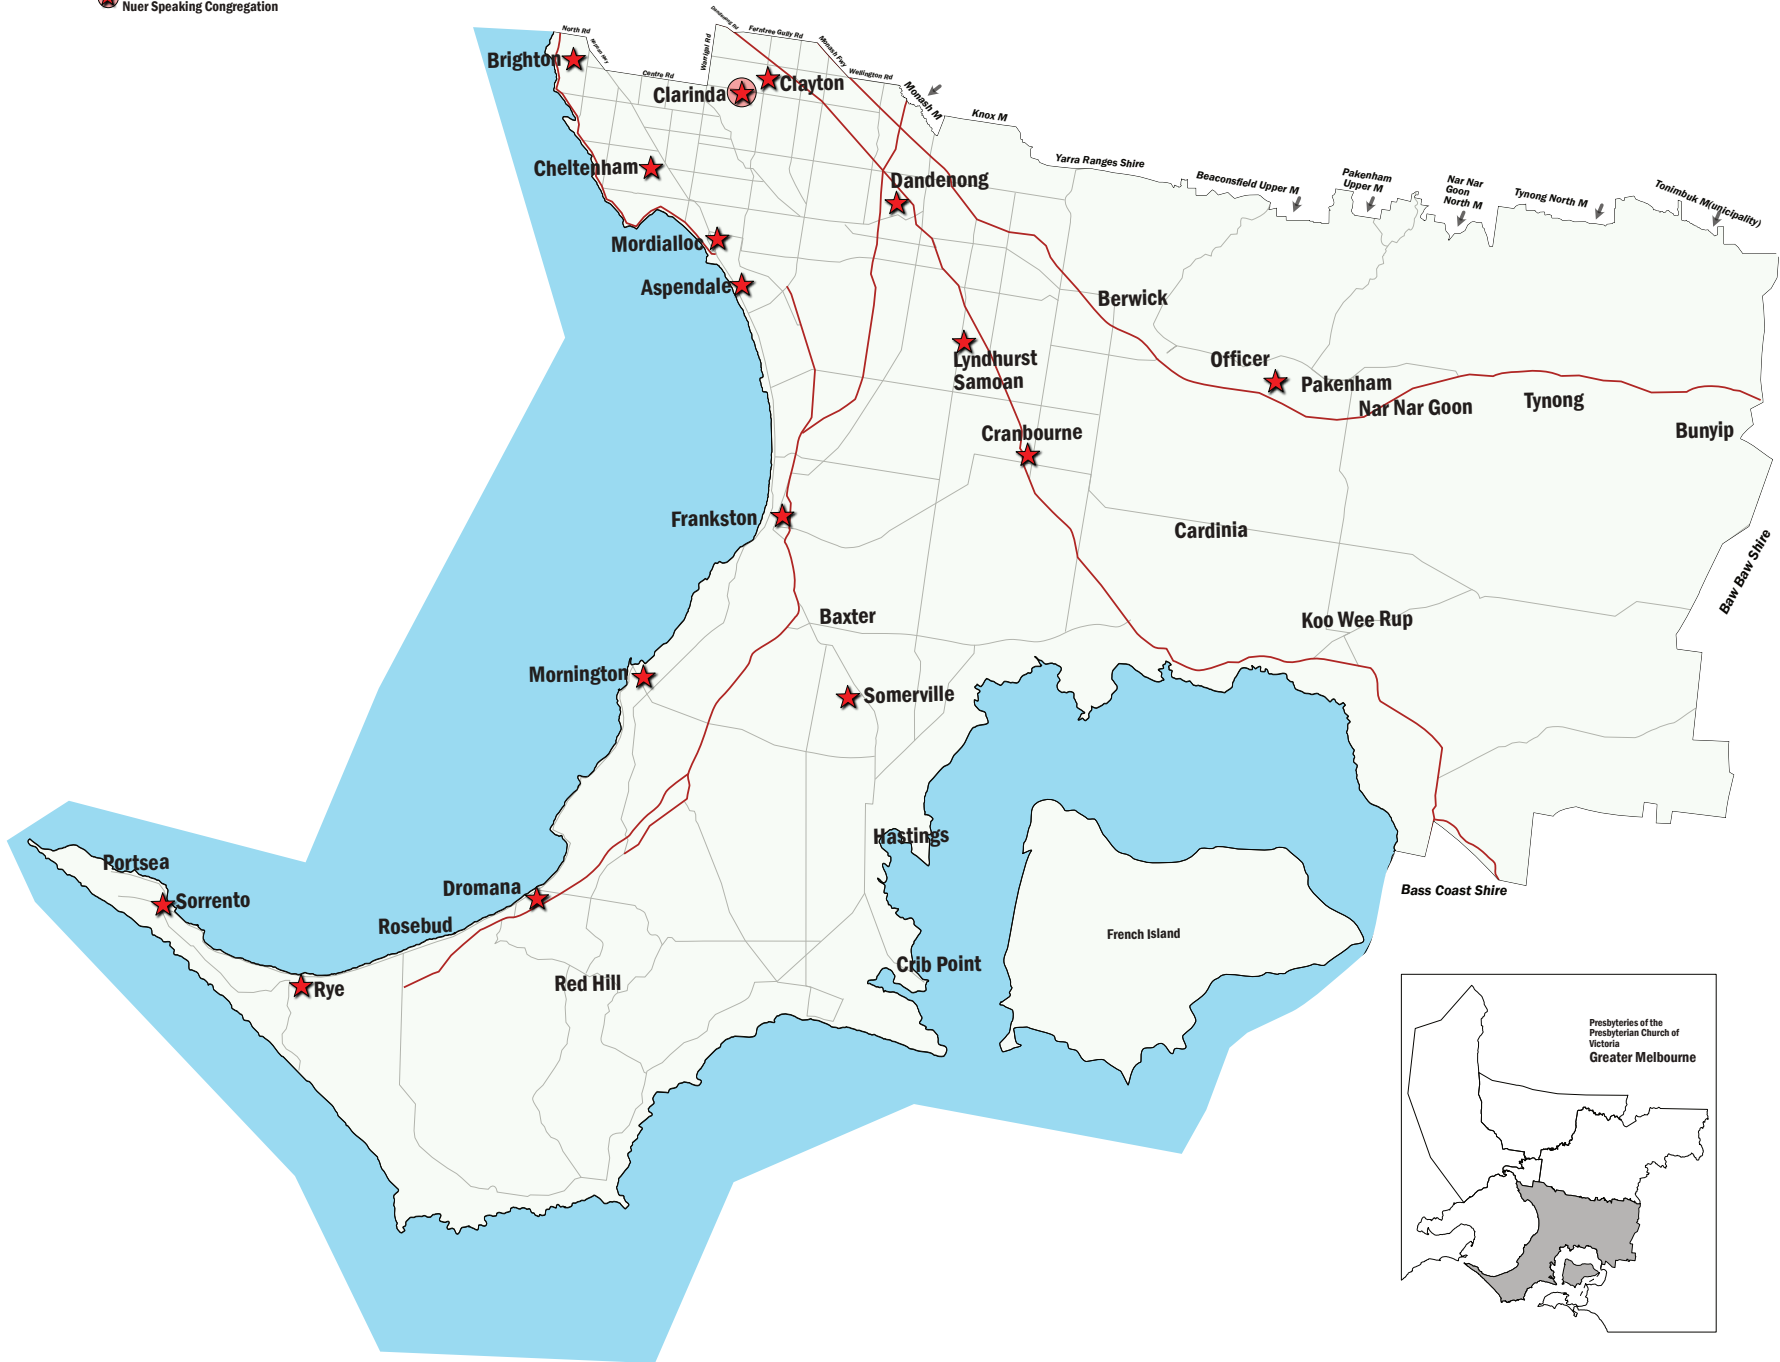 Nuer Speaking Congregation
North Rd
Nepean Hwy
Centre Rd
Warrigal Rd
Dandenong Rd
Ferntree Gully Rd
Monash Fwy
Wellington Rd
Monash M
Knox M
Yarra Ranges Shire
Beaconsfield Upper M
Pakenham
Upper M
Nar Nar
Goon
North M
Tynong North M
Tonimbuk M(unicipality)
Brighton
Clarinda
Clayton
Cheltenham
Dandenong
Mordialloc
Aspendale
Berwick
Lyndhurst
Samoan
Officer
Pakenham
Nar Nar Goon
Tynong
Bunyip
Cranbourne
Frankston
Cardinia
Baw Baw Shire
Baxter
Koo Wee Rup
Mornington
Somerville
Hastings
Portsea
Sorrento
Dromana
Rosebud
Bass Coast Shire
French Island
Crib Point
Red Hill
Rye
Presbyteries of the
Presbyterian Church of
Victoria
Greater Melbourne